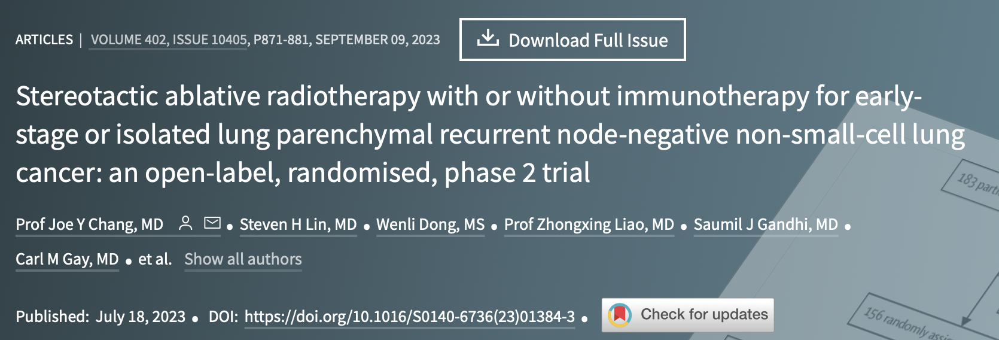 ARTICLES | VOLUME 402, ISSUE 10405, P871-881, SEPTEMBER 09, 2023
Download Full Issue
Stereotactic ablative radiotherapy with or without immunotherapy for early-
stage or isolated lung parenchymal recurrent node-negative non-small-cell lung
cancer: an open-label, randomised, phase 2 trial
Prof Joe Y Chang, MD • Steven H Lin, MD • Wenli Dong, MS • Prof Zhongxing Liao, MD • Saumil J Gandhi, MD •
Carl M Gay, MD • et al. Show all authors
Published: July 18, 2023 • DOI: https://doi.org/10.1016/S0140-6736(23)01384-3 •
Check for updates
183 parti
156 randomly assig